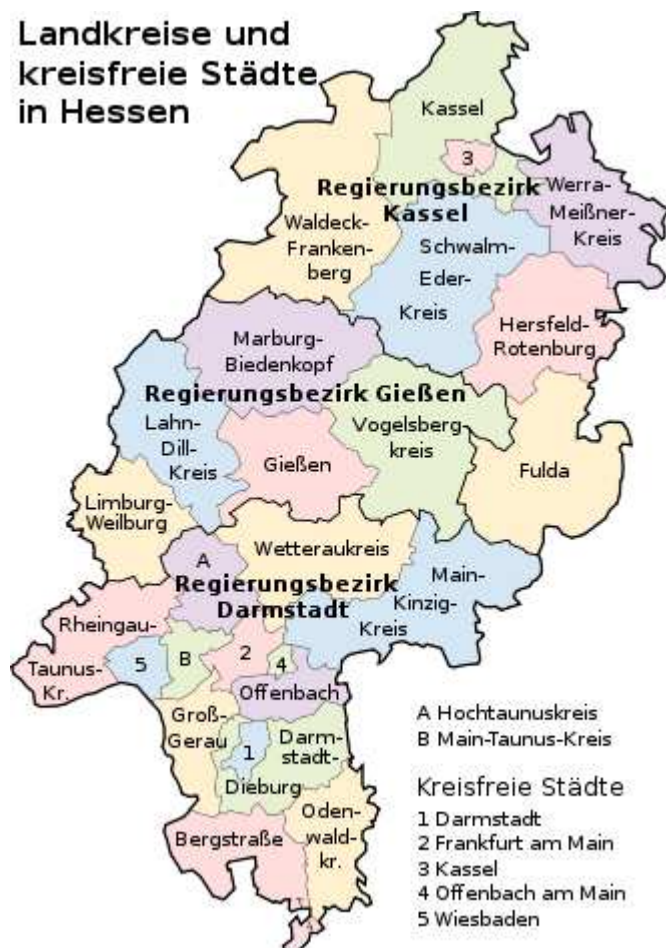 Landkreise und
kreisfreie Städte
in Hessen
Kassel
3
Regierungsbezirk
Kassel
Werra-
Meißner-
Kreis
Waldeck-
Frankenberg-
berg
Schwalm-
Eder-
Kreis
Hersfeld-
Rotenburg
Marburg-
Biedenkopf
Regierungsbezirk Gießen
Lahn-
Dill-
Kreis
Gießen
Vogelsberg
kreis
Fulda
Limburg-
Weilburg
A
Wetteraukreis
Regierungsbezirk
Darmstadt
Main-
Kinzig-
Kreis
Rheingau-
Taunus-
Kr.
5
B
2
4
Offenbach
Groß-
Gerau
1
Darm-
stadt-
Dieburg
Bergstraße
Oden-
wald-
kr.
A Hochtaunuskreis
B Main-Taunus-Kreis
Kreisfreie Städte
1 Darmstadt
2 Frankfurt am Main
3 Kassel
4 Offenbach am Main
5 Wiesbaden